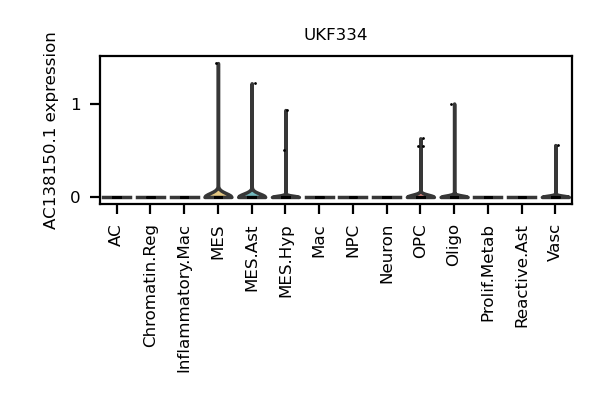 UKF334
AC138150.1 expression
1
0
AC
Chromatin.Reg
Inflammatory.Mac
MES
MES.Ast
MES.Hyp
Mac
NPC
Neuron
OPC
Oligo
Prolif.Metab
Reactive.Ast
Vasc